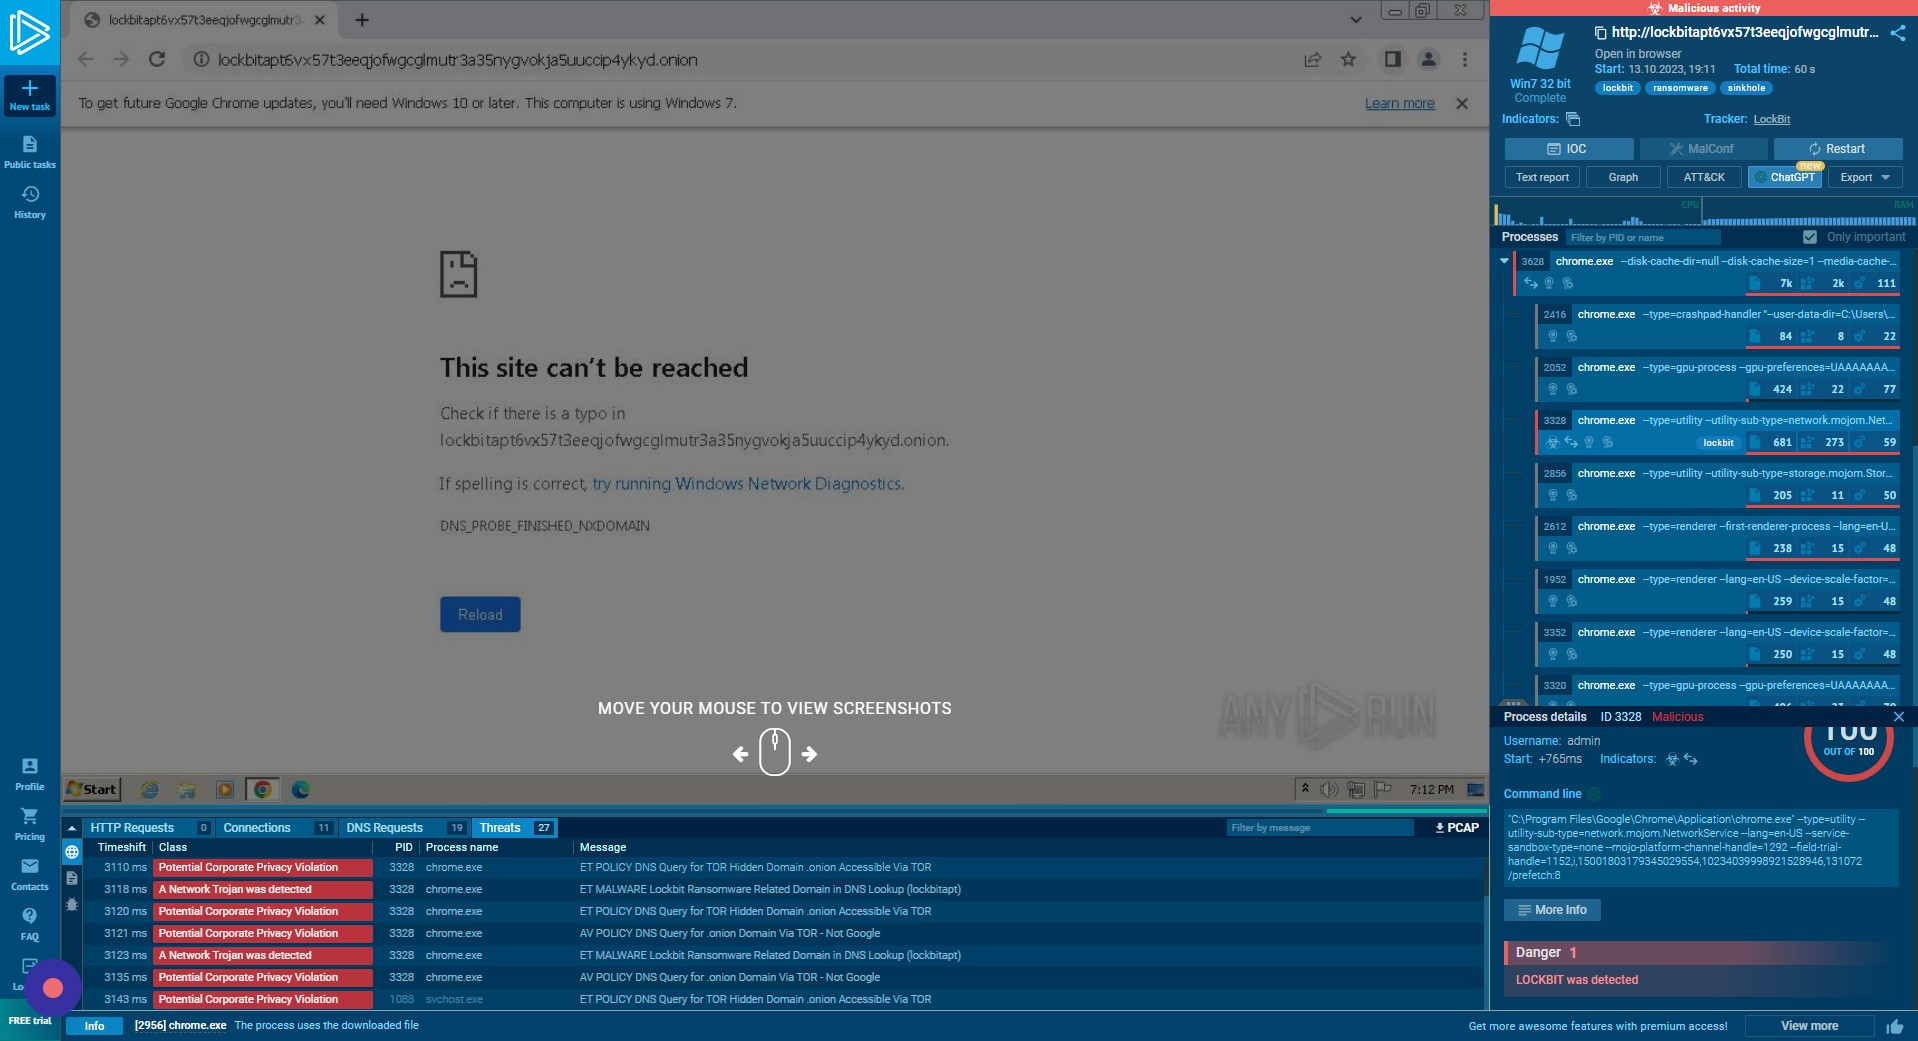 New task
Public tasks
History
Profile
Pricing
Contacts
FAQ
FREE trial
lockbitapt6vx57t3eeqjofwgcglmutr3
lockbitapt6vx57t3eeqjofwgcglmutr3a35nygvokja5uuccip4ykyd.onion
To get future Google Chrome updates, you'll need Windows 10 or later. This computer is using Windows 7.
Learn more
This site can't be reached
Check if there is a typo in
lockbitapt6vx57t3eeqjofwgcglmutr3a35nygvokja5uuccip4ykyd.onion.
If spelling is correct, try running Windows Network Diagnostics.
DNS_PROBE_FINISHED_NXDOMAIN
Reload
MOVE YOUR MOUSE TO VIEW SCREENSHOTS
ANY RUN
Start
7:12 PM
HTTP Requests 0 Connections 11 DNS Requests 19 Threats 27
Filter by message
PCAP
Timeshift Class PID Process name Message
3110 ms Potential Corporate Privacy Violation 3328 chrome.exe ET POLICY DNS Query for TOR Hidden Domain .onion Accessible Via TOR
3118 ms A Network Trojan was detected 3328 chrome.exe ET MALWARE Lockbit Ransomware Related Domain in DNS Lookup (lockbitapt)
3120 ms Potential Corporate Privacy Violation 3328 chrome.exe ET POLICY DNS Query for TOR Hidden Domain .onion Accessible Via TOR
3121 ms Potential Corporate Privacy Violation 3328 chrome.exe AV POLICY DNS Query for .onion Domain Via TOR - Not Google
3123 ms A Network Trojan was detected 3328 chrome.exe ET MALWARE Lockbit Ransomware Related Domain in DNS Lookup (lockbitapt)
3135 ms Potential Corporate Privacy Violation 3328 chrome.exe AV POLICY DNS Query for .onion Domain Via TOR - Not Google
3143 ms Potential Corporate Privacy Violation 1088 svchost.exe ET POLICY DNS Query for TOR Hidden Domain .onion Accessible Via TOR
Info [2956] chrome.exe The process uses the downloaded file
Get more awesome features with premium access! View more
Malicious activity
http://lockbitapt6vx57t3eeqjofwgcglmutr...
Open in browser
Start: 13.10.2023, 19:11 Total time: 60 s
Win7 32 bit
Complete
lockbit ransomware sinkhole
Indicators: Tracker: LockBit
IOC MalConf Restart
new
Text report Graph ATT&CK ChatGPT Export
CPU RAM
Processes Filter by PID or name Only important
3628 chrome.exe --disk-cache-dir=null --disk-cache-size=1 --media-cache-...
7k 2k 111
2416 chrome.exe --type=crashpad-handler "--user-data-dir=C:\Users\...
84 8 22
2052 chrome.exe --type=gpu-process --gpu-preferences=UAAAAAAA...
424 22 77
3328 chrome.exe --type=utility --utility-sub-type=network.mojom.Net...
lockbit 681 273 59
2856 chrome.exe --type=utility --utility-sub-type=storage.mojom.Stor...
205 11 50
2612 chrome.exe --type=renderer --first-renderer-process --lang=en-U...
238 15 48
1952 chrome.exe --type=renderer --lang=en-US --device-scale-factor=...
259 15 48
3352 chrome.exe --type=renderer --lang=en-US --device-scale-factor=...
250 15 48
3320 chrome.exe --type=gpu-process --gpu-preferences=UAAAAAAA...
Process details ID 3328 Malicious
Username: admin
Start: +765ms Indicators:
100
OUT OF 100
Command line
"C:\Program Files\Google\Chrome\Application\chrome.exe" --type=utility --
utility-sub-type=network.mojom.NetworkService --lang=en-US --service-
sandbox-type=none --mojo-platform-channel-handle=1292 --field-trial-
handle=1152,i,15001803179345029554,10234039998921528946,131072
/prefetch:8
More Info
Danger 1
LOCKBIT was detected